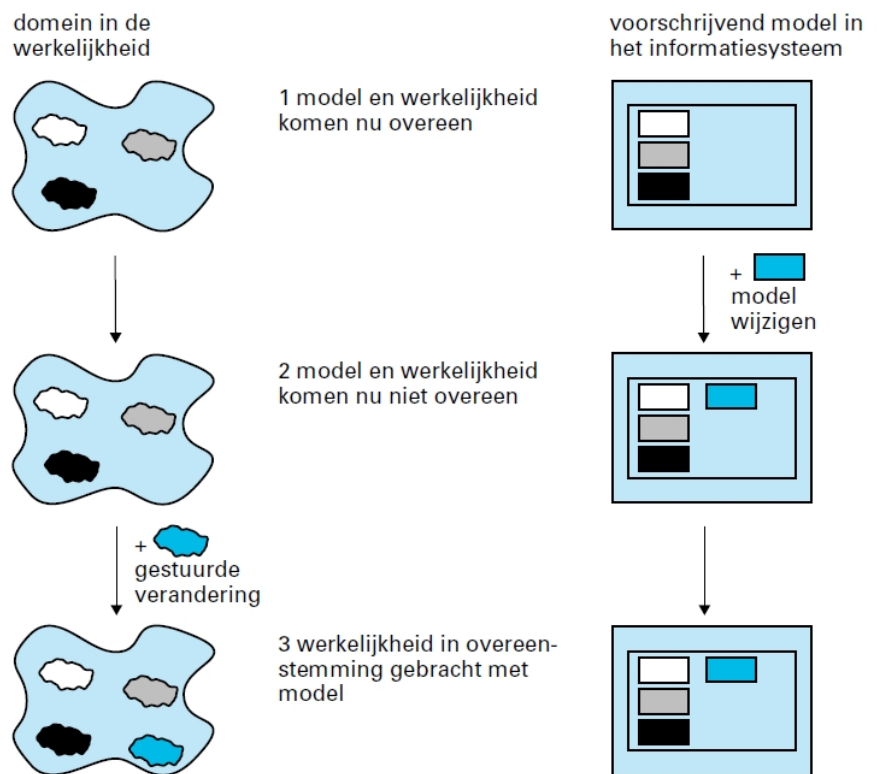 domein in de
werkelijkheid
voorschrijvend model in
het informatiesysteem
1 model en werkelijkheid
komen nu overeen
+
model
wijzigen
2 model en werkelijkheid
komen nu niet overeen
+
gestuurde
verandering
3 werkelijkheid in overeen-
stemming gebracht met
model